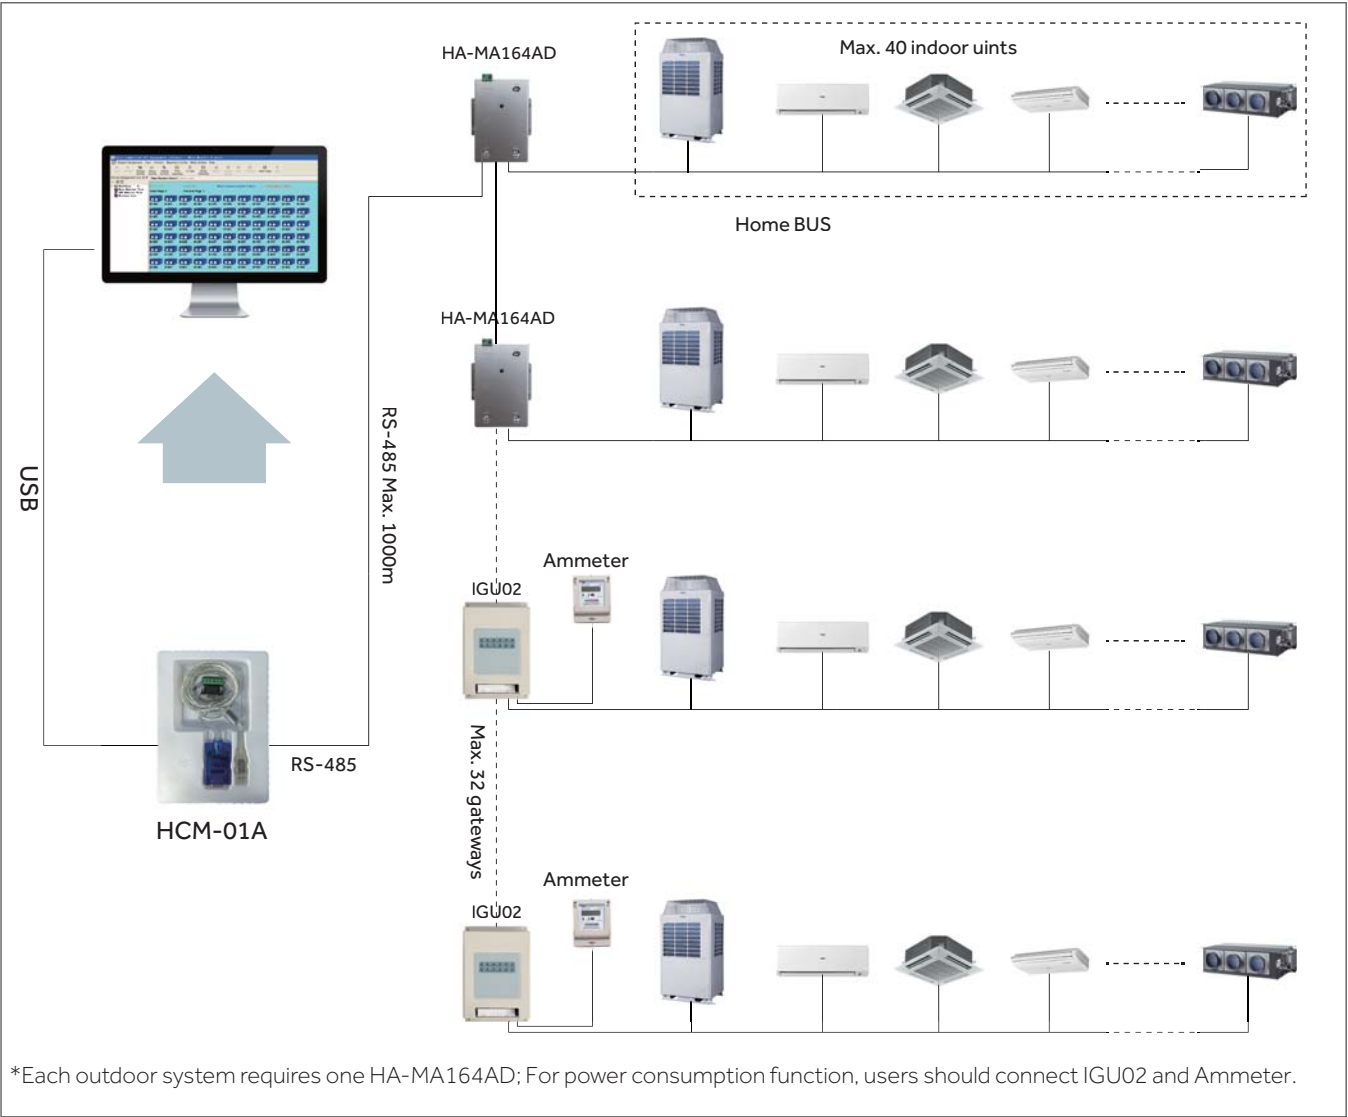 HA-MA164AD
Max. 40 indoor uints
Home BUS
HA-MA164AD
USB
RS-485 Max. 1000m
Ammeter
IGU02
RS-485
HCM-01A
Max. 32 gateways
Ammeter
IGU02
*Each outdoor system requires one HA-MA164AD; For power consumption function, users should connect IGU02 and Ammeter.